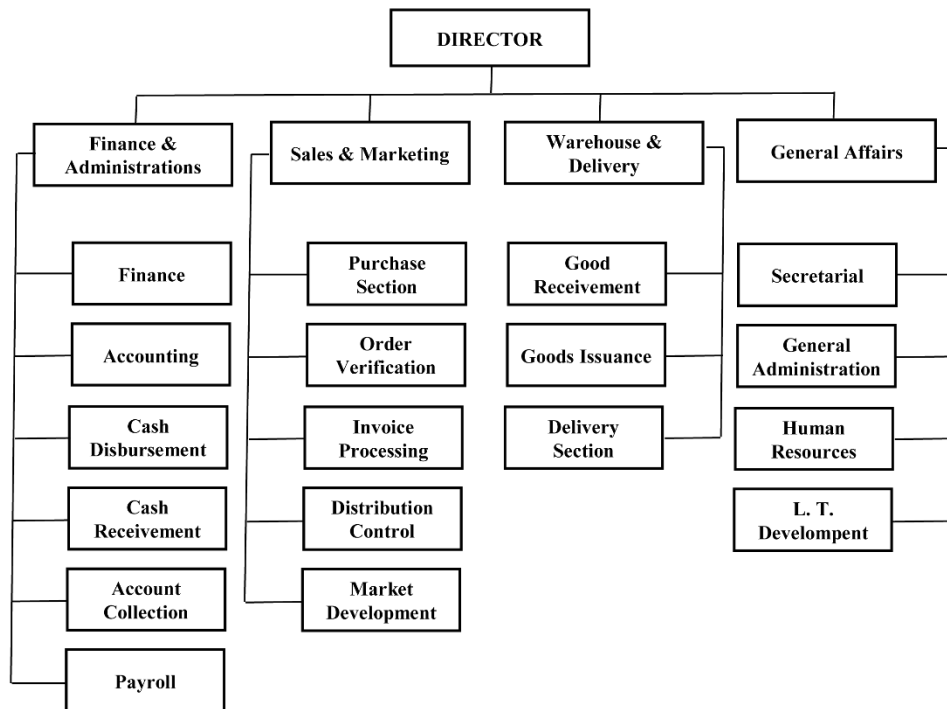 DIRECTOR
Finance &
Administrations
Sales & Marketing
Warehouse &
Delivery
General Affairs
Finance
Accounting
Cash
Disbursement
Cash
Receivement
Account
Collection
Payroll
Purchase
Section
Order
Verification
Invoice
Processing
Distribution
Control
Market
Development
Good
Receivement
Goods Issuance
Delivery
Section
Secretarial
General
Administration
Human
Resources
L. T.
Develompent